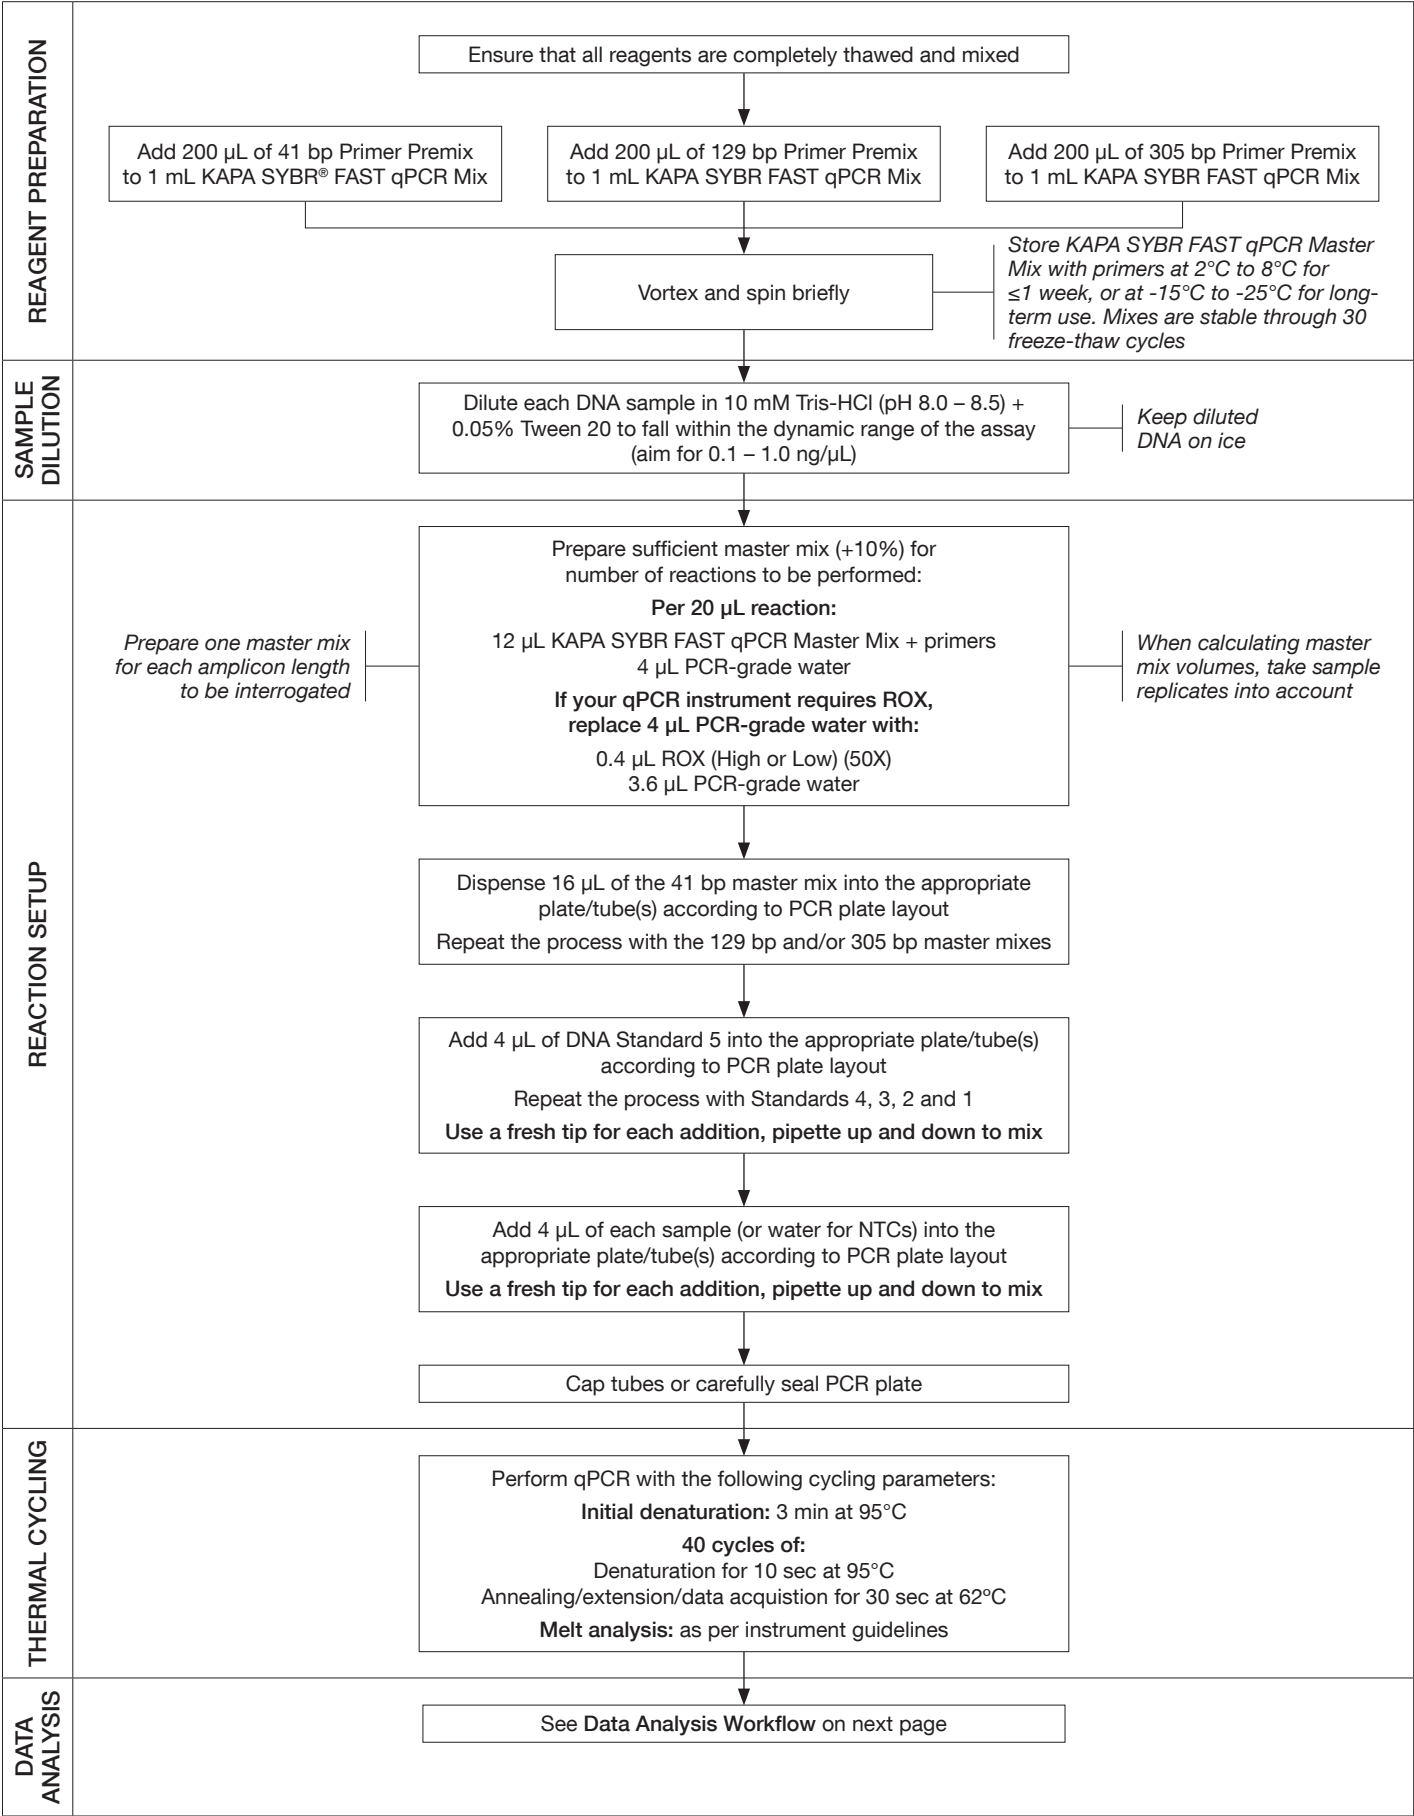 REAGENT PREPARATION
Ensure that all reagents are completely thawed and mixed
Add 200 µL of 41 bp Primer Premix
to 1 mL KAPA SYBR® FAST qPCR Mix
Add 200 µL of 129 bp Primer Premix
to 1 mL KAPA SYBR FAST qPCR Mix
Add 200 µL of 305 bp Primer Premix
to 1 mL KAPA SYBR FAST qPCR Mix
Vortex and spin briefly
Store KAPA SYBR FAST qPCR Master
Mix with primers at 2°C to 8°C for
≤1 week, or at -15°C to -25°C for long-
term use. Mixes are stable through 30
freeze-thaw cycles
SAMPLE
DILUTION
Dilute each DNA sample in 10 mM Tris-HCl (pH 8.0 – 8.5) +
0.05% Tween 20 to fall within the dynamic range of the assay
(aim for 0.1 – 1.0 ng/µL)
Keep diluted
DNA on ice
REACTION SETUP
Prepare sufficient master mix (+10%) for
number of reactions to be performed:
Per 20 µL reaction:
12 µL KAPA SYBR FAST qPCR Master Mix + primers
4 µL PCR-grade water
If your qPCR instrument requires ROX,
replace 4 µL PCR-grade water with:
0.4 µL ROX (High or Low) (50X)
3.6 µL PCR-grade water
Prepare one master mix
for each amplicon length
to be interrogated
When calculating master
mix volumes, take sample
replicates into account
Dispense 16 µL of the 41 bp master mix into the appropriate
plate/tube(s) according to PCR plate layout
Repeat the process with the 129 bp and/or 305 bp master mixes
Add 4 µL of DNA Standard 5 into the appropriate plate/tube(s)
according to PCR plate layout
Repeat the process with Standards 4, 3, 2 and 1
Use a fresh tip for each addition, pipette up and down to mix
Add 4 µL of each sample (or water for NTCs) into the
appropriate plate/tube(s) according to PCR plate layout
Use a fresh tip for each addition, pipette up and down to mix
Cap tubes or carefully seal PCR plate
THERMAL CYCLING
Perform qPCR with the following cycling parameters:
Initial denaturation: 3 min at 95°C
40 cycles of:
Denaturation for 10 sec at 95°C
Annealing/extension/data acquistion for 30 sec at 62ºC
Melt analysis: as per instrument guidelines
DATA
ANALYSIS
See Data Analysis Workflow on next page